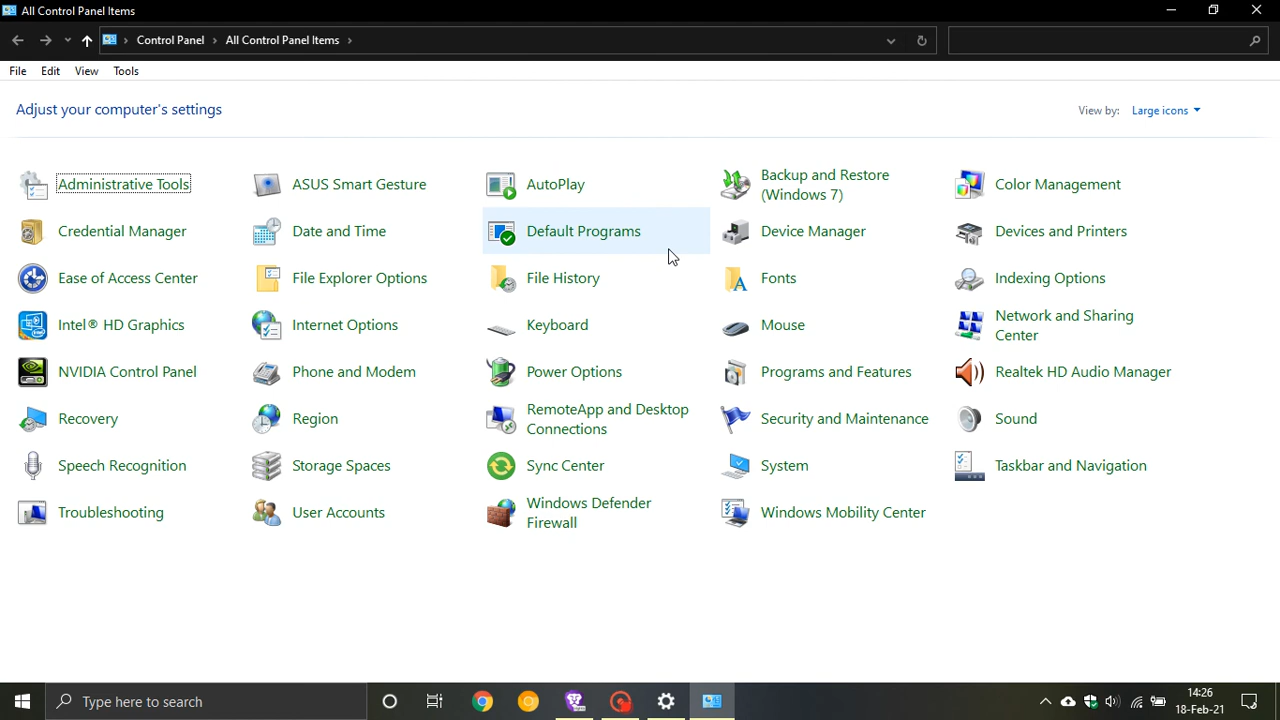 All Control Panel Items
Control Panel
All Control Panel Items
File Edit View Tools
Adjust your computer's settings
View by: Large icons
Administrative Tools
ASUS Smart Gesture
AutoPlay
Backup and Restore
(Windows 7)
Color Management
Credential Manager
Date and Time
Default Programs
Device Manager
Devices and Printers
Ease of Access Center
File Explorer Options
File History
Fonts
Indexing Options
Intel® HD Graphics
Internet Options
Keyboard
Mouse
Network and Sharing
Center
NVIDIA Control Panel
Phone and Modem
Power Options
Programs and Features
Realtek HD Audio Manager
Recovery
Region
RemoteApp and Desktop
Connections
Security and Maintenance
Sound
Speech Recognition
Storage Spaces
Sync Center
System
Taskbar and Navigation
Troubleshooting
User Accounts
Windows Defender
Firewall
Windows Mobility Center
Type here to search
14:26
18-Feb-21